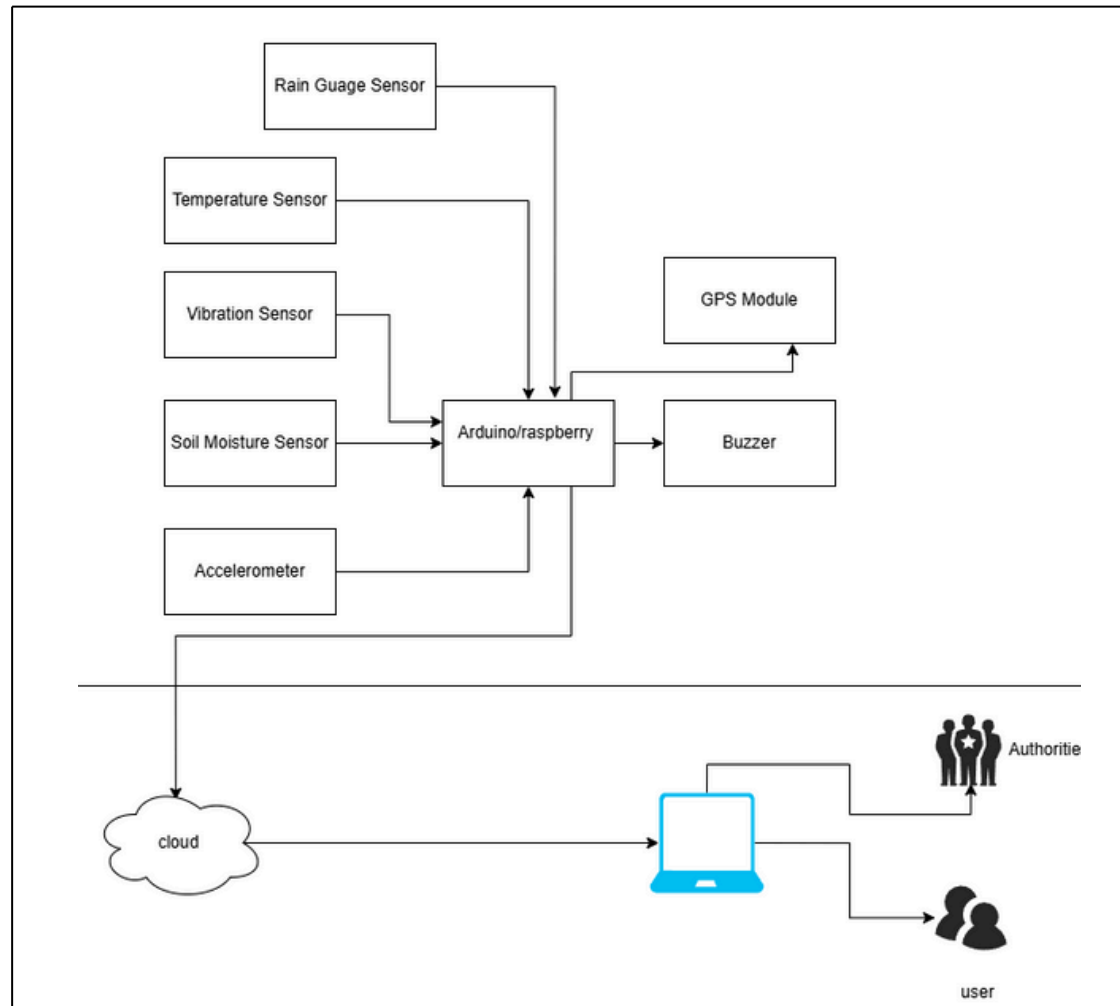 Rain Guage Sensor
Temperature Sensor
Vibration Sensor
GPS Module
Soil Moisture Sensor
Arduino/raspberry
Buzzer
Accelerometer
Authoritie
cloud
user